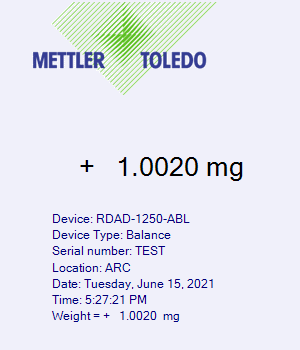 METTLER TOLEDO
+ 1.0020 mg
Device: RDAD-1250-ABL
Device Type: Balance
Serial number: TEST
Location: ARC
Date: Tuesday, June 15, 2021
Time: 5:27:21 PM
Weight = + 1.0020 mg